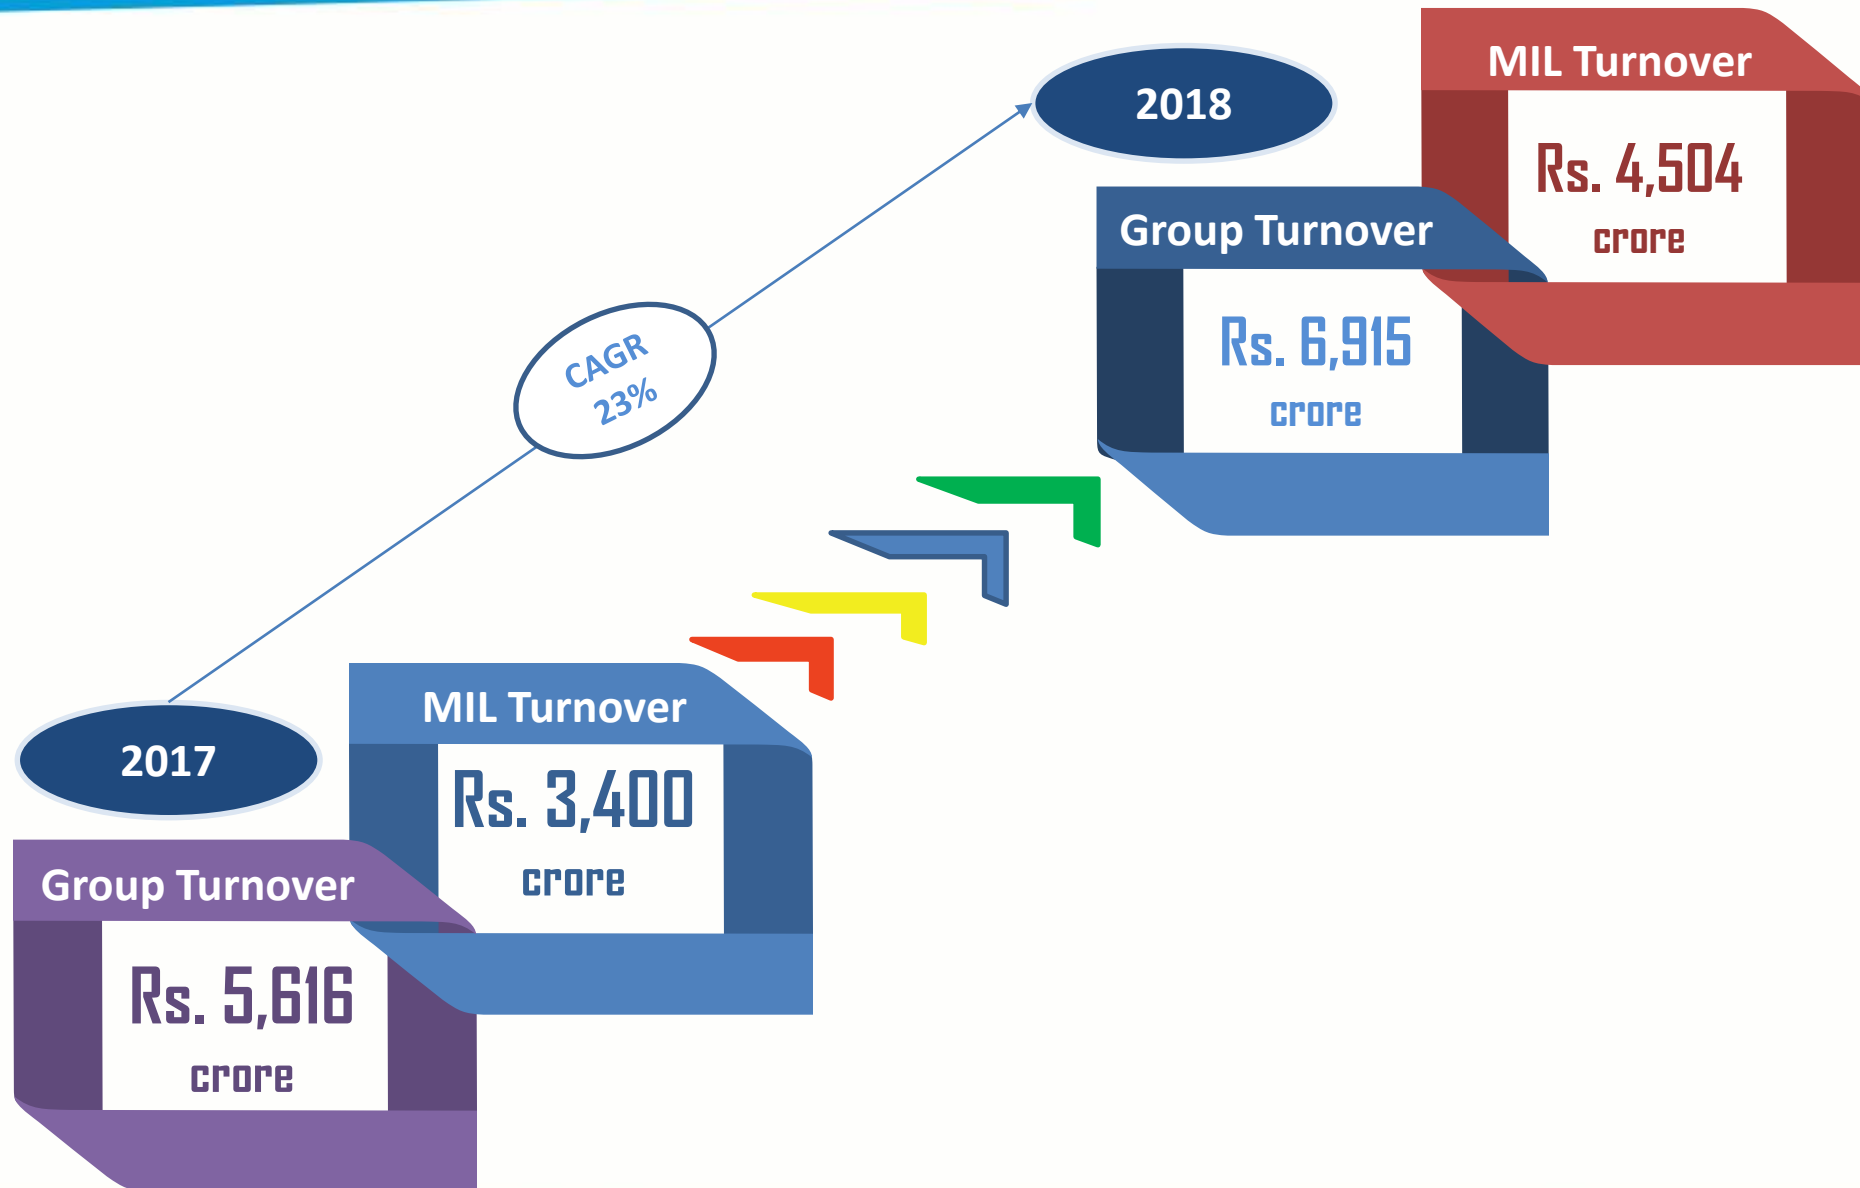 MIL Turnover
Rs. 4,504
crore
2018
Group Turnover
Rs. 6,915
crore
CAGR
23%
2017
MIL Turnover
Rs. 3,400
crore
Group Turnover
Rs. 5,616
crore